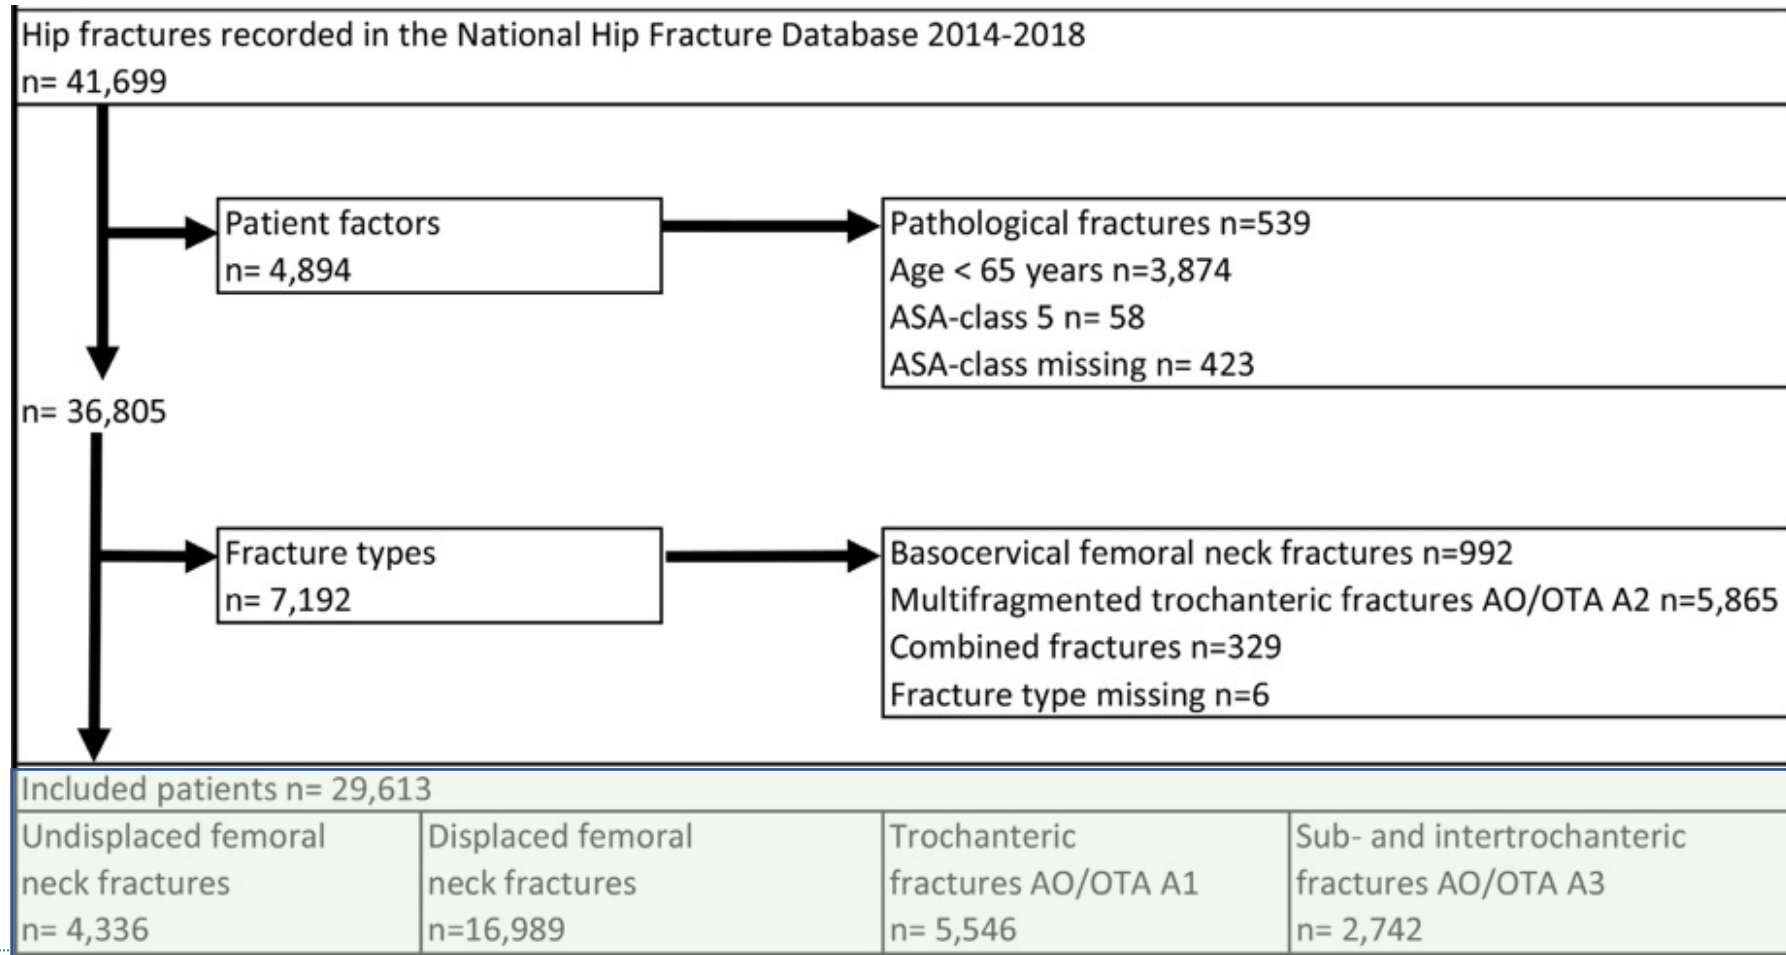 Hip fractures recorded in the National Hip Fracture Database 2014-2018
n= 41,699
Patient factors
n= 4,894
Pathological fractures n=539
Age < 65 years n=3,874
ASA-class 5 n= 58
ASA-class missing n= 423
n= 36,805
Fracture types
n= 7,192
Basocervical femoral neck fractures n=992
Multifragmented trochanteric fractures AO/OTA A2 n=5,865
Combined fractures n=329
Fracture type missing n=6
Included patients n= 29,613
Undisplaced femoral
neck fractures
n= 4,336
Displaced femoral
neck fractures
n=16,989
Trochanteric
fractures AO/OTA A1
n= 5,546
Sub- and intertrochanteric
fractures AO/OTA A3
n= 2,742